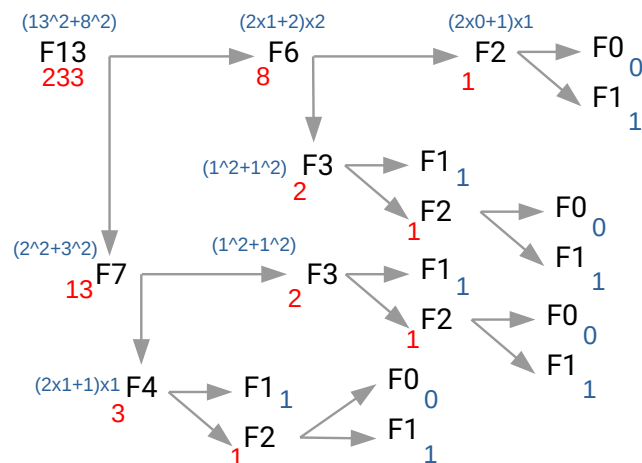 (13^2+8^2) (2x1+2)x2 (2x0+1)x1
F13 F6 F2 F0
233 8 1 0
F1
1
(1^2+1^2) F3 F1
2 1
F2 F0
1 0
(2^2+3^2) (1^2+1^2) F1
F7 F3 F1
13 2 1
F2 F0
1 0
F1
1
(2x1+1)x1 F4 F1 F0
3 1 0
F2 F1
1 1